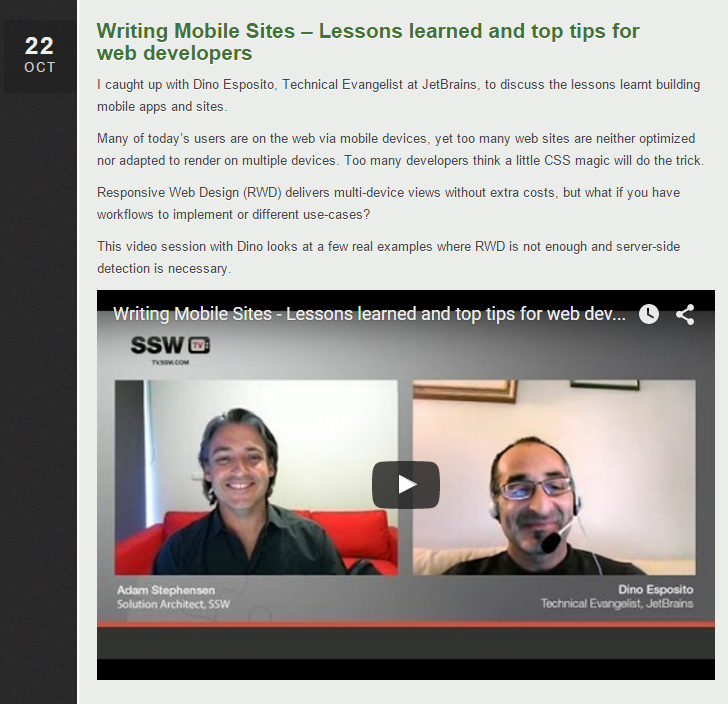 22
OCT
Writing Mobile Sites – Lessons learned and top tips for
web developers
I caught up with Dino Esposito, Technical Evangelist at JetBrains, to discuss the lessons learnt building
mobile apps and sites.
Many of today's users are on the web via mobile devices, yet too many web sites are neither optimized
nor adapted to render on multiple devices. Too many developers think a little CSS magic will do the trick.
Responsive Web Design (RWD) delivers multi-device views without extra costs, but what if you have
workflows to implement or different use-cases?
This video session with Dino looks at a few real examples where RWD is not enough and server-side
detection is necessary.
Writing Mobile Sites - Lessons learned and top tips for web dev...
SSW TV
TV.SSW.COM
Adam Stephensen
Solution Architect, SSW
Dino Esposito
Technical Evangelist, JetBrains